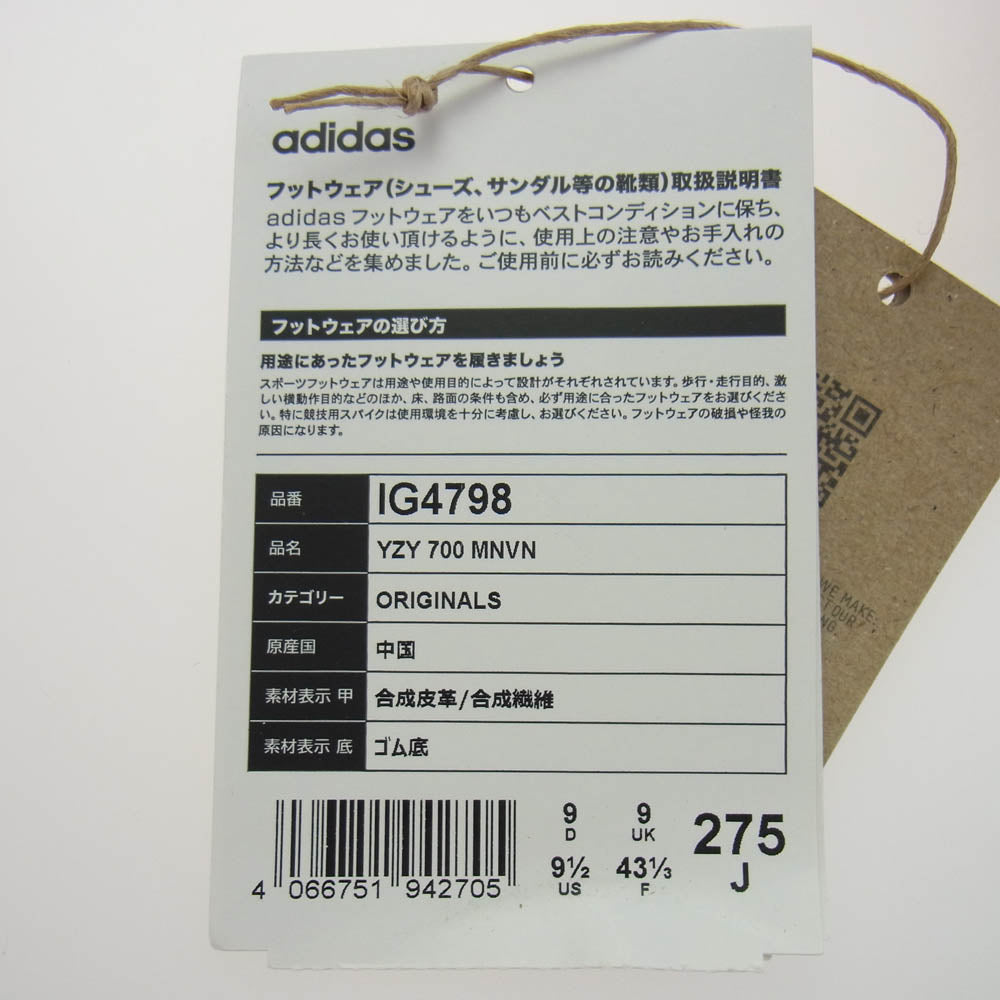 adidas
フットウェア(シューズ、サンダル等の靴類)取扱説明書
adidas フットウェアをいつもベストコンディションに保ち、
より長くお使い頂けるように、使用上の注意やお手入れの
方法などを集めました。ご使用前に必ずお読みください。
フットウェアの選び方
用途にあったフットウェアを履きましょう
スポーツフットウェアは用途や使用目的によって設計がそれぞれされています。歩行・走行目的、激
しい横動作目的などのほか、床、路面の条件も含め、必ず用途に合ったフットウェアをお選びくださ
い。特に競技用スパイクは使用環境を十分に考慮し、お選びください。フットウェアの破損や怪我の
原因になります。
品番 IG4798
品名 YZY 700 MNVN
カテゴリー ORIGINALS
原産国 中国
素材表示 甲 合成皮革/合成繊維
素材表示 底 ゴム底
9 9 275
D UK J
9½ 43⅓
US F
4 066751 942705
WE MAKE
OUR